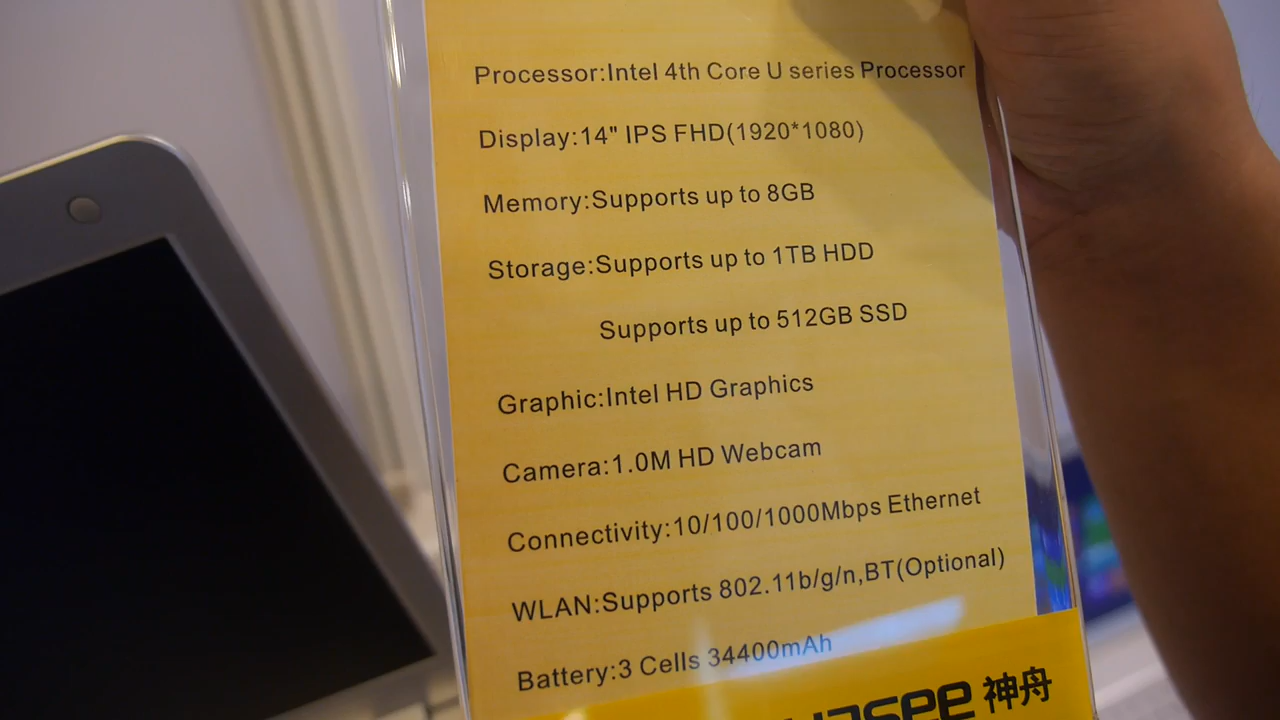 Processor:Intel 4th Core U series Processor
Display:14" IPS FHD(1920*1080)
Memory:Supports up to 8GB
Storage:Supports up to 1TB HDD
Supports up to 512GB SSD
Graphic:Intel HD Graphics
Camera:1.0M HD Webcam
Connectivity:10/100/1000Mbps Ethernet
WLAN:Supports 802.11b/g/n,BT(Optional)
Battery:3 Cells 34400mAh
神舟